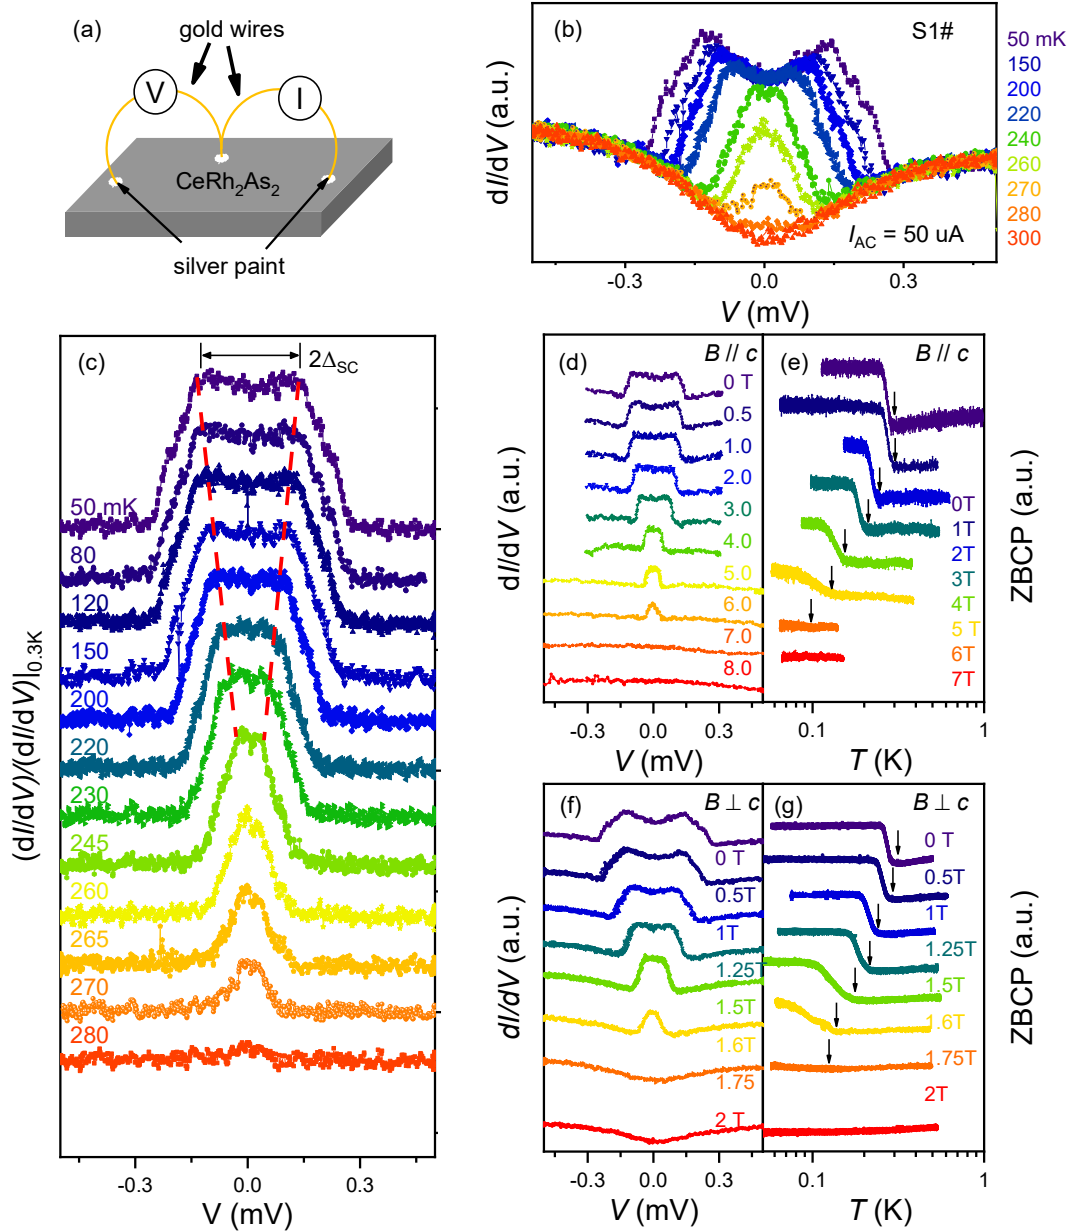 (a)
gold wires
V
I
CeRh₂As₂
silver paint
(b)
S1#
dI/dV (a.u.)
50 mK
150
200
220
240
260
270
280
300
I_AC = 50 uA
-0.3
0.0
0.3
V (mV)
(c)
2Δ_SC
(dI/dV)/(dI/dV)|₀.₃K
50 mK
80
120
150
200
220
230
245
260
265
270
280
-0.3
0.0
0.3
V (mV)
(d)
B // c
dI/dV (a.u.)
0 T
0.5
1.0
2.0
3.0
4.0
5.0
6.0
7.0
8.0
-0.3
0.0
0.3
V (mV)
(e)
B // c
ZBCP (a.u.)
0T
1T
2T
3T
4T
5 T
6T
7T
0.1
1
T (K)
(f)
B ⊥ c
dI/dV (a.u.)
0 T
0.5T
1T
1.25T
1.5T
1.6T
1.75
2 T
-0.3
0.0
0.3
V (mV)
(g)
B ⊥ c
ZBCP (a.u.)
0 T
0.5T
1T
1.25T
1.5T
1.6T
1.75T
2T
0.1
1
T (K)